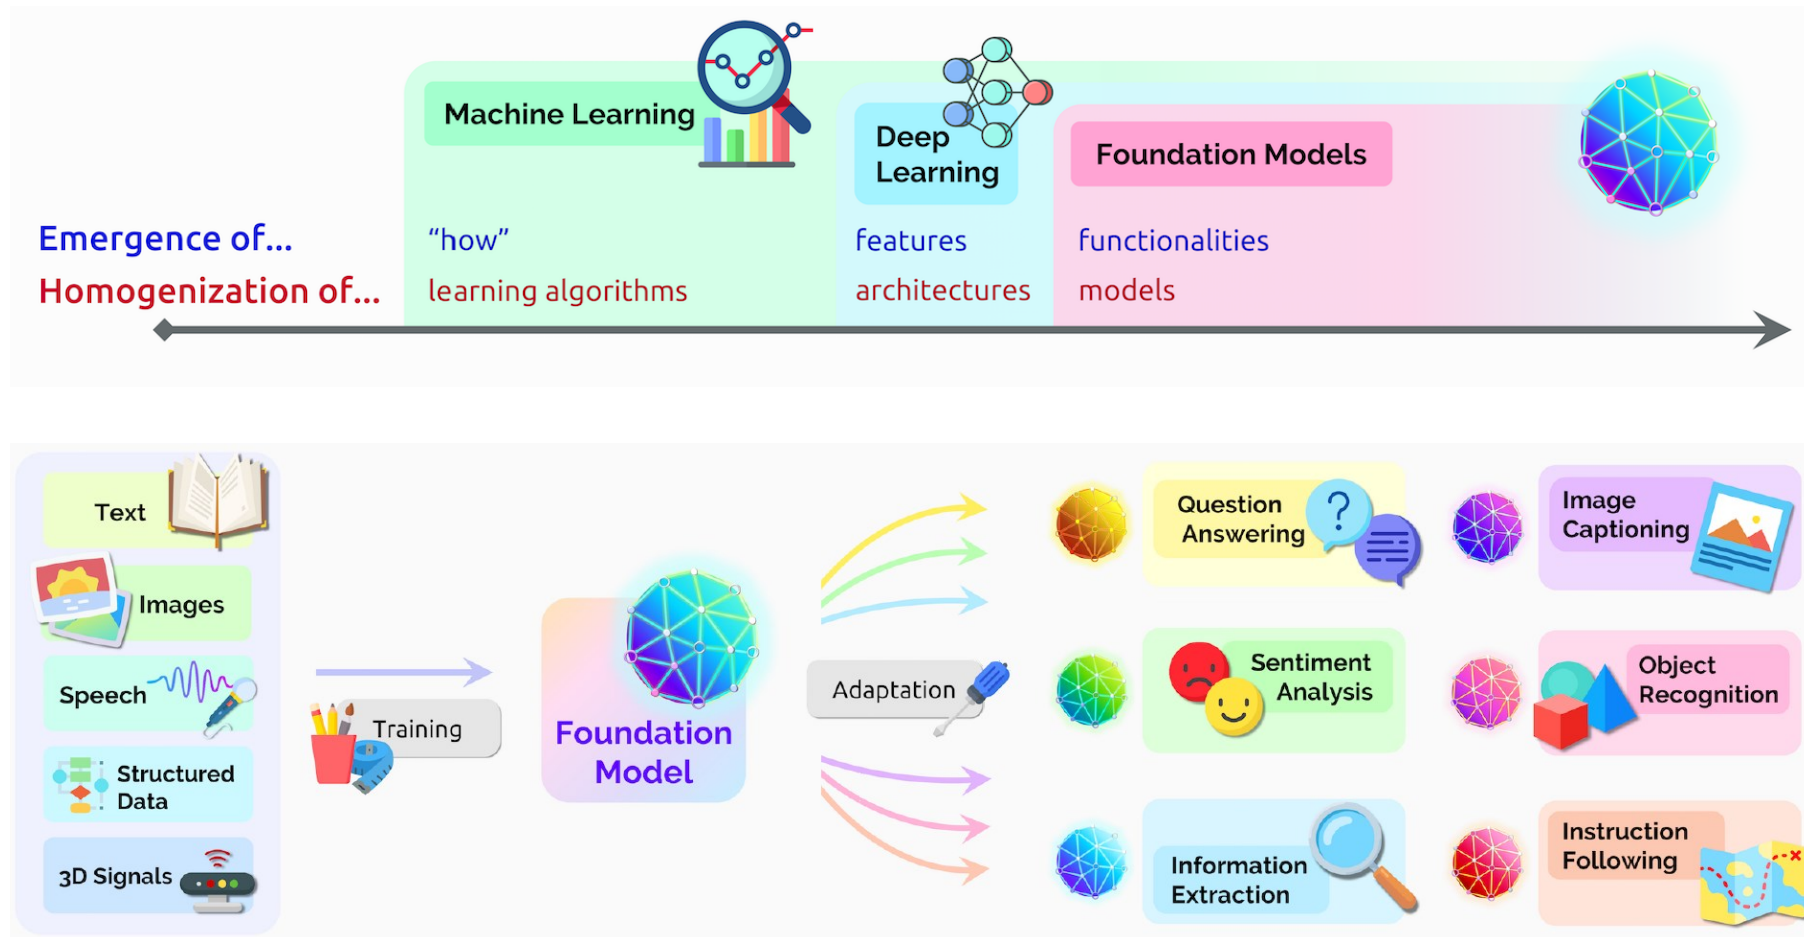 Machine Learning
Deep
Learning
Foundation Models
Emergence of...
“how”
features
functionalities
Homogenization of...
learning algorithms
architectures
models
Text
Images
Speech
Structured
Data
3D Signals
Training
Foundation
Model
Adaptation
Question
Answering
Image
Captioning
Sentiment
Analysis
Object
Recognition
Information
Extraction
Instruction
Following